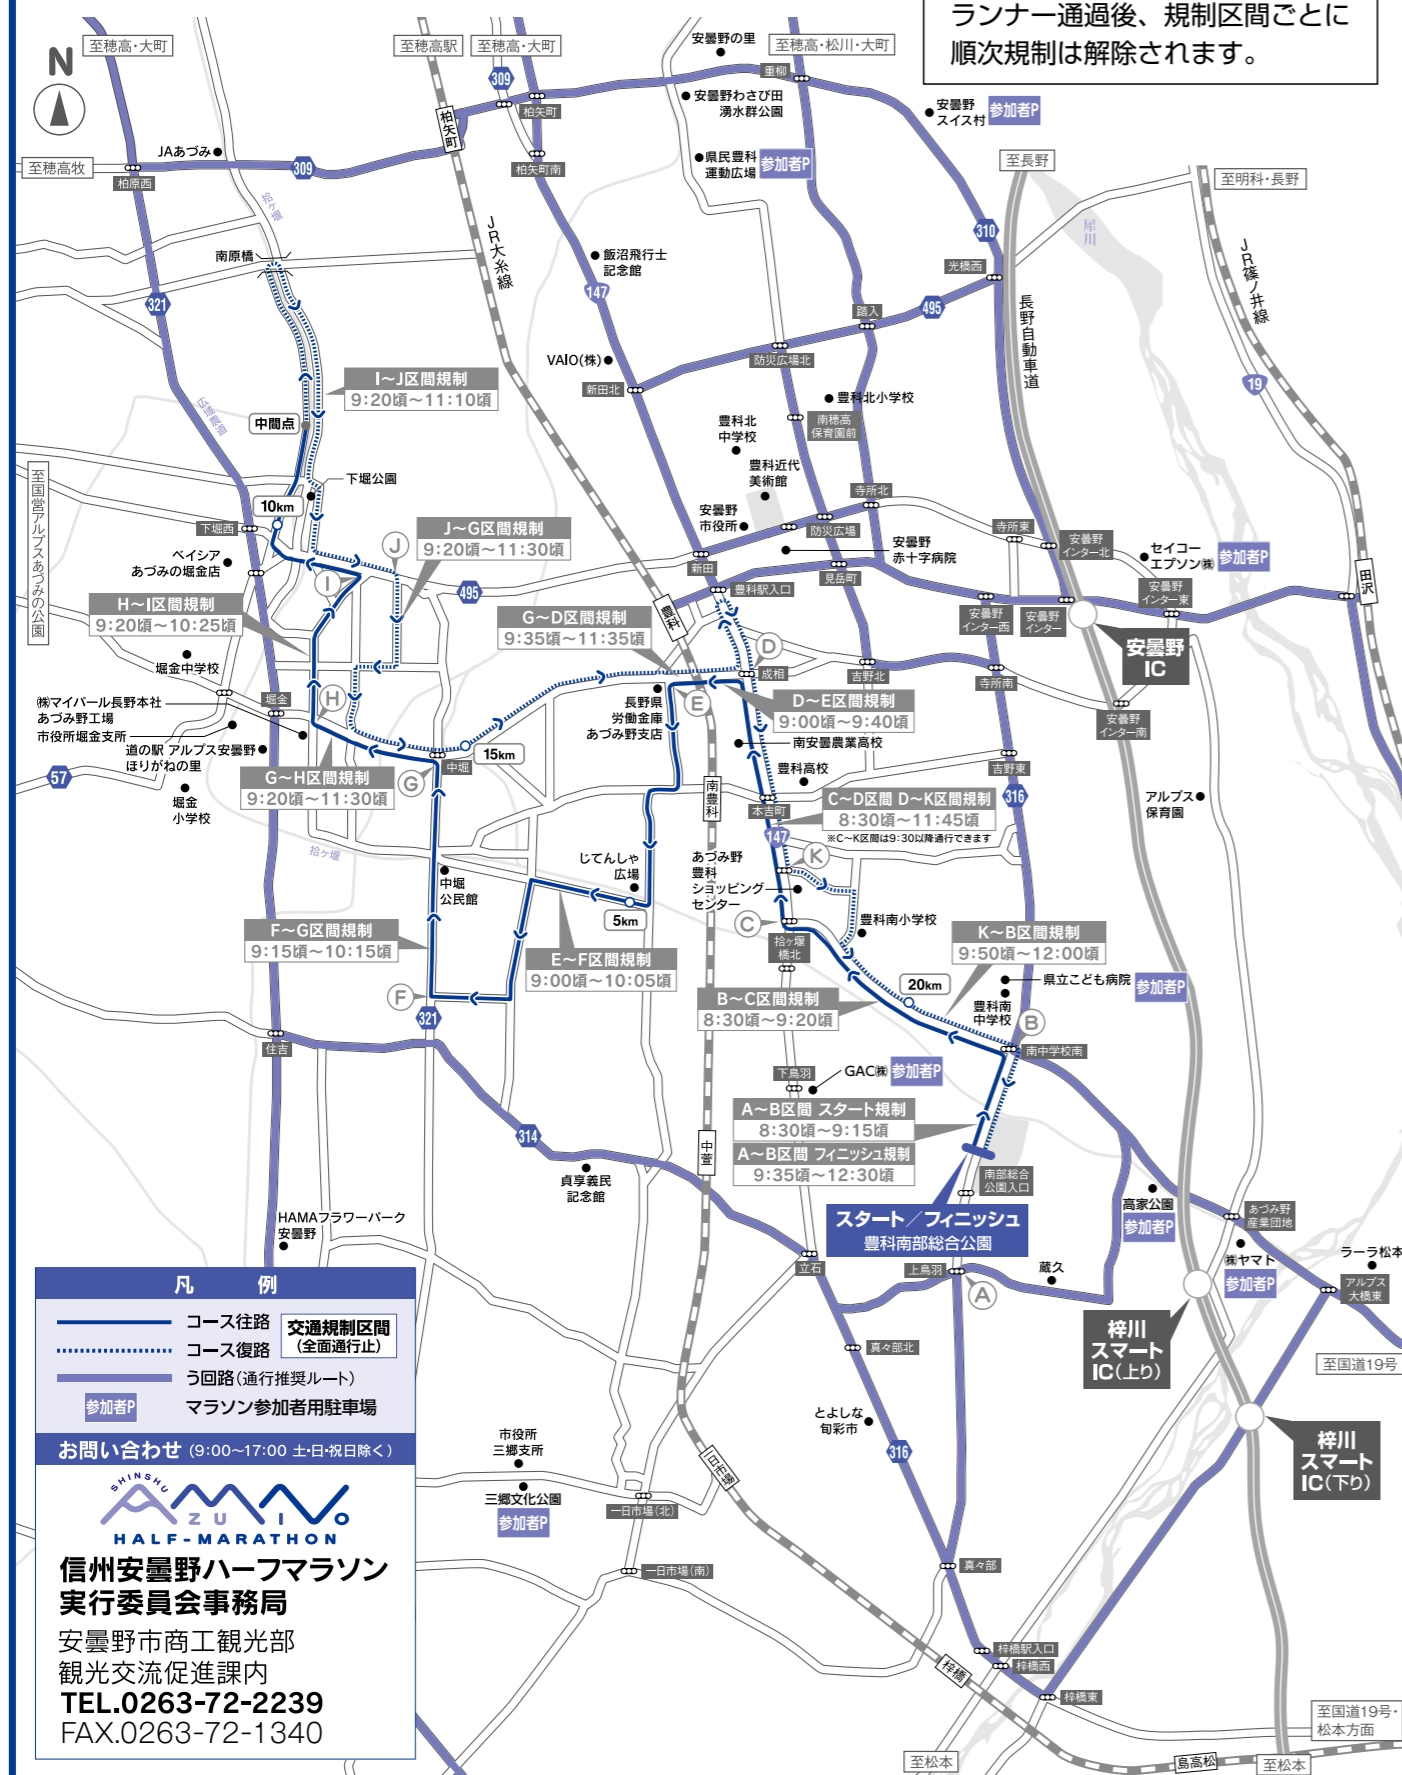 ランナー通過後、規制区間ごとに
順次規制は解除されます。
N
至穂高・大町
至穂高駅
至穂高・大町
安曇野の里
至穂高・松川・大町
重柳
309
柏矢町
柏矢町
安曇野わさび田
湧水群公園
安曇野
スイス村
参加者P
JAあづみ
至穂高牧
柏原西
309
柏矢町南
県民豊科
運動広場
参加者P
至長野
至明科・長野
拾ヶ堰
犀川
310
南原橋
JR大糸線
飯沼飛行士
記念館
光橋西
JR篠ノ井線
321
147
495
長野自動車道
踏入
防災広場北
VAIO(株)
新田北
19
I〜J区間規制
9:20頃〜11:10頃
広域農道
豊科北小学校
中間点
豊科北
中学校
南穂高
保育園前
至国営アルプスあづみの公園
下堀公園
豊科近代
美術館
寺所北
10km
下堀西
J〜G区間規制
9:20頃〜11:30頃
J
安曇野
市役所
防災広場
寺所東
安曇野
インター北
セイコー
エプソン㈱
参加者P
ベイシア
あづみの堀金店
新田
安曇野
赤十字病院
I
495
豊科駅入口
見岳町
安曇野
インター東
田沢
H〜I区間規制
9:20頃〜10:25頃
G〜D区間規制
9:35頃〜11:35頃
豊科
安曇野
インター西
安曇野
インター
安曇野
IC
堀金中学校
D
成相
吉野北
寺所南
H
堀金
㈱マイパール長野本社
あづみ野工場
市役所堀金支所
長野県
労働金庫
あづみ野支店
E
D〜E区間規制
9:00頃〜9:40頃
安曇野
インター南
道の駅 アルプス安曇野
ほりがねの里
15km
南安曇農業高校
57
G〜H区間規制
9:20頃〜11:30頃
G
中堀
南豊科
豊科高校
吉野東
堀金
小学校
本吉町
C〜D区間 D〜K区間規制
8:30頃〜11:45頃
※C〜K区間は9:30以降通行できます
316
アルプス
保育園
147
拾ヶ堰
中堀
公民館
じてんしゃ
広場
あづみ野
豊科
ショッピング
センター
K
5km
C
豊科南小学校
F〜G区間規制
9:15頃〜10:15頃
E〜F区間規制
9:00頃〜10:05頃
拾ヶ堰
橋北
K〜B区間規制
9:50頃〜12:00頃
県立こども病院
参加者P
F
B〜C区間規制
8:30頃〜9:20頃
20km
豊科南
中学校
B
321
住吉
南中学校南
下鳥羽
GAC㈱
参加者P
314
A〜B区間 スタート規制
8:30頃〜9:15頃
A〜B区間 フィニッシュ規制
9:35頃〜12:30頃
中萱
貞享義民
記念館
南部総合
公園入口
高家公園
参加者P
あづみ野
産業団地
スタート／フィニッシュ
豊科南部総合公園
HAMAフラワーパーク
安曇野
㈱ヤマト
参加者P
ラーラ松本
立石
上鳥羽
蔵久
アルプス
大橋東
A
梓川
スマート
IC(上り)
真々部北
至国道19号
凡例
コース往路
コース復路
交通規制区間
(全面通行止)
う回路(通行推奨ルート)
参加者P
マラソン参加者用駐車場
とよしな
旬彩市
316
市役所
三郷支所
一日市場
梓川
スマート
IC(下り)
三郷文化公園
参加者P
一日市場(北)
一日市場(南)
真々部
お問い合わせ (9:00〜17:00 土・日・祝日除く)
SHINSHU
AZUMINO
HALF-MARATHON
信州安曇野ハーフマラソン
実行委員会事務局
安曇野市商工観光部
観光交流促進課内
TEL.0263-72-2239
FAX.0263-72-1340
梓橋駅入口
梓橋西
梓橋
梓橋東
至国道19号・
松本方面
至松本
島高松
至松本